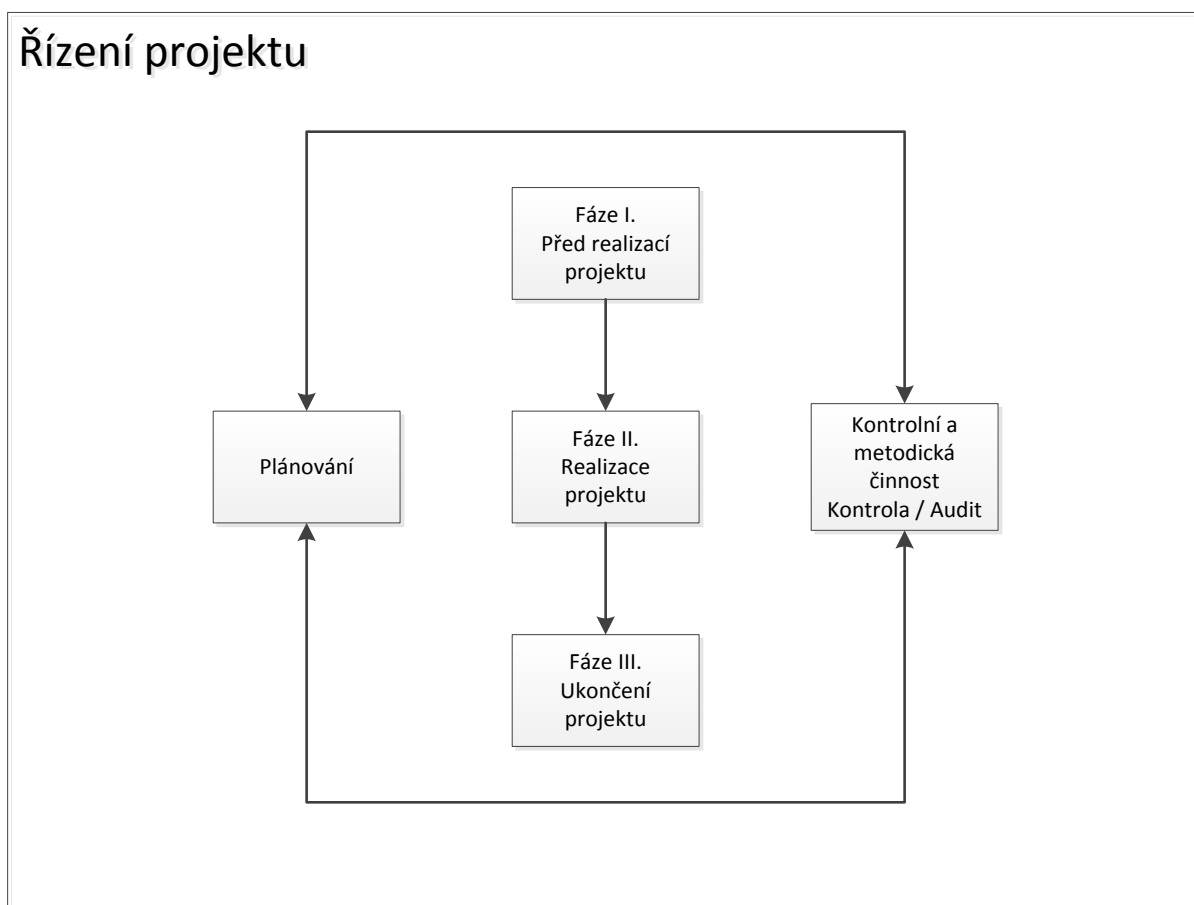 Řízení projektu
Fáze I.
Před realizací
projektu
Plánování
Fáze II.
Realizace
projektu
Kontrolní a
metodická
činnost
Kontrola / Audit
Fáze III.
Ukončení
projektu